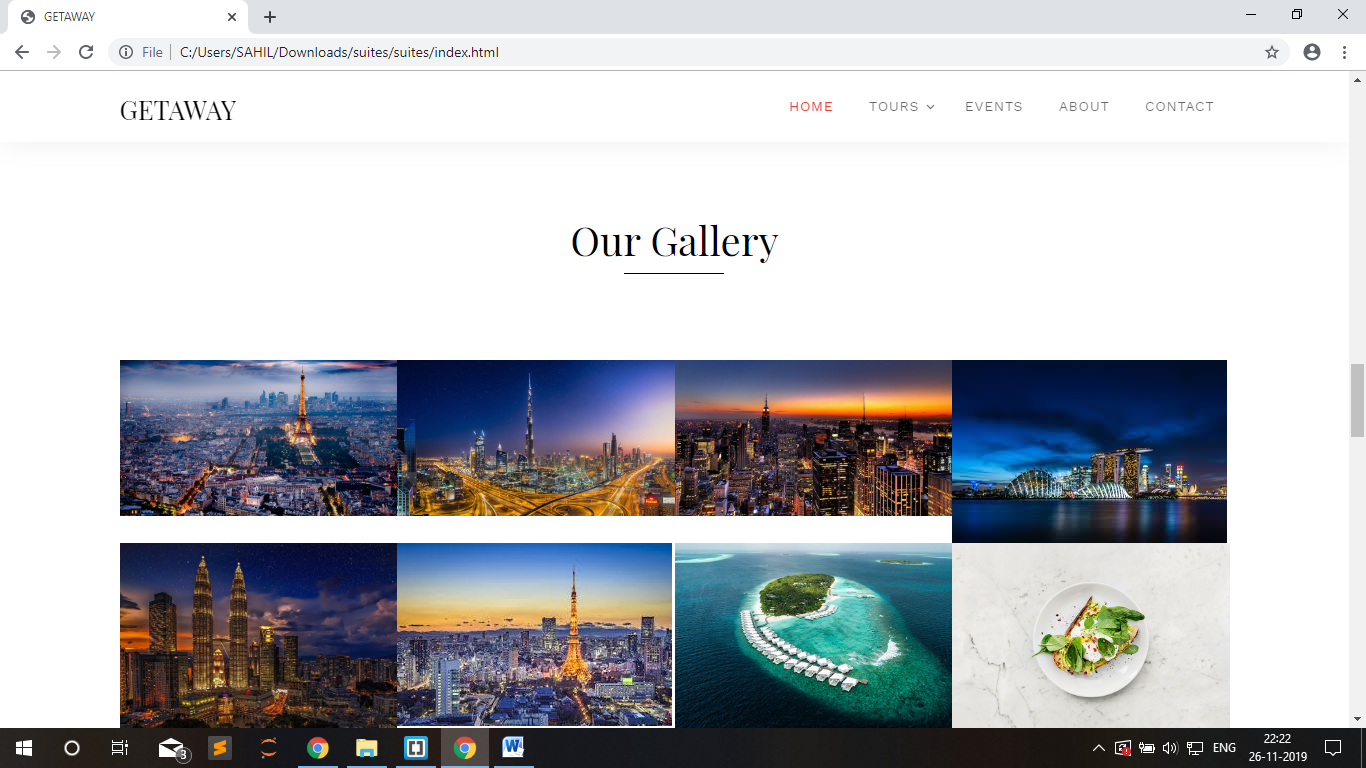 GETAWAY
File C:/Users/SAHIL/Downloads/suites/suites/index.html
GETAWAY
HOME TOURS EVENTS ABOUT CONTACT
Our Gallery
3
ENG
22:22
26-11-2019